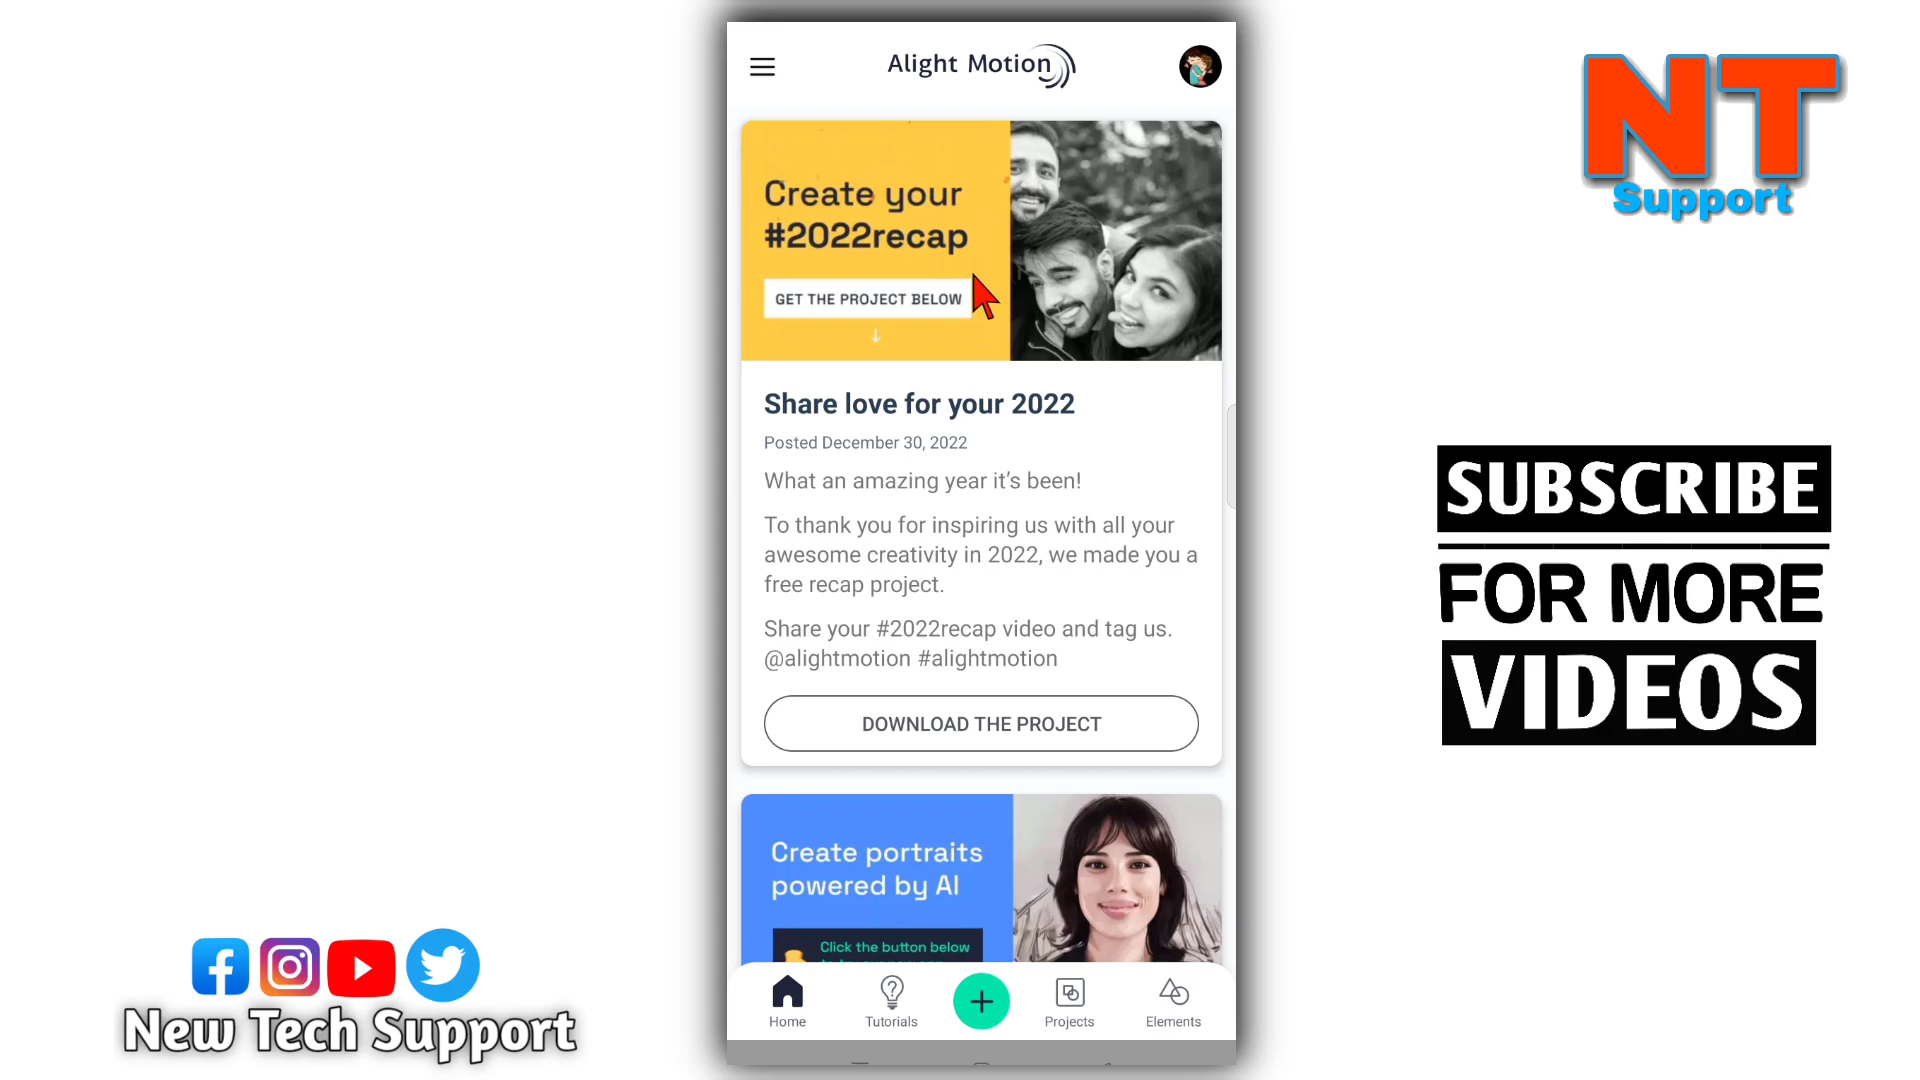 Alight Motion
Create your
#2022recap
GET THE PROJECT BELOW
Share love for your 2022
Posted December 30, 2022
What an amazing year it’s been!
To thank you for inspiring us with all your
awesome creativity in 2022, we made you a
free recap project.
Share your #2022recap video and tag us.
@alightmotion #alightmotion
DOWNLOAD THE PROJECT
Create portraits
powered by AI
Click the button below
Home
Tutorials
Projects
Elements
NT
Support
SUBSCRIBE
FOR MORE
VIDEOS
New Tech Support